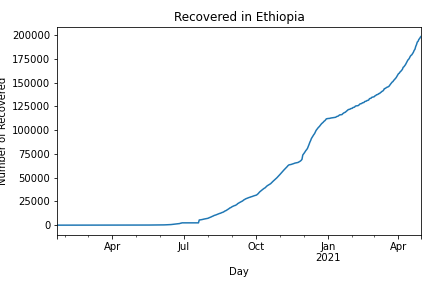 Recovered in Ethiopia
Number of Recovered
200000
175000
150000
125000
100000
75000
50000
25000
0
Apr
Jul
Oct
Jan
2021
Apr
Day